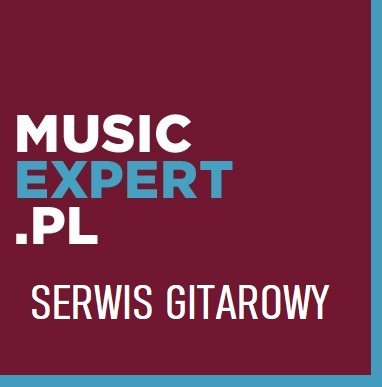 MUSIC
EXPERT
.PL
SERWIS GITAROWY